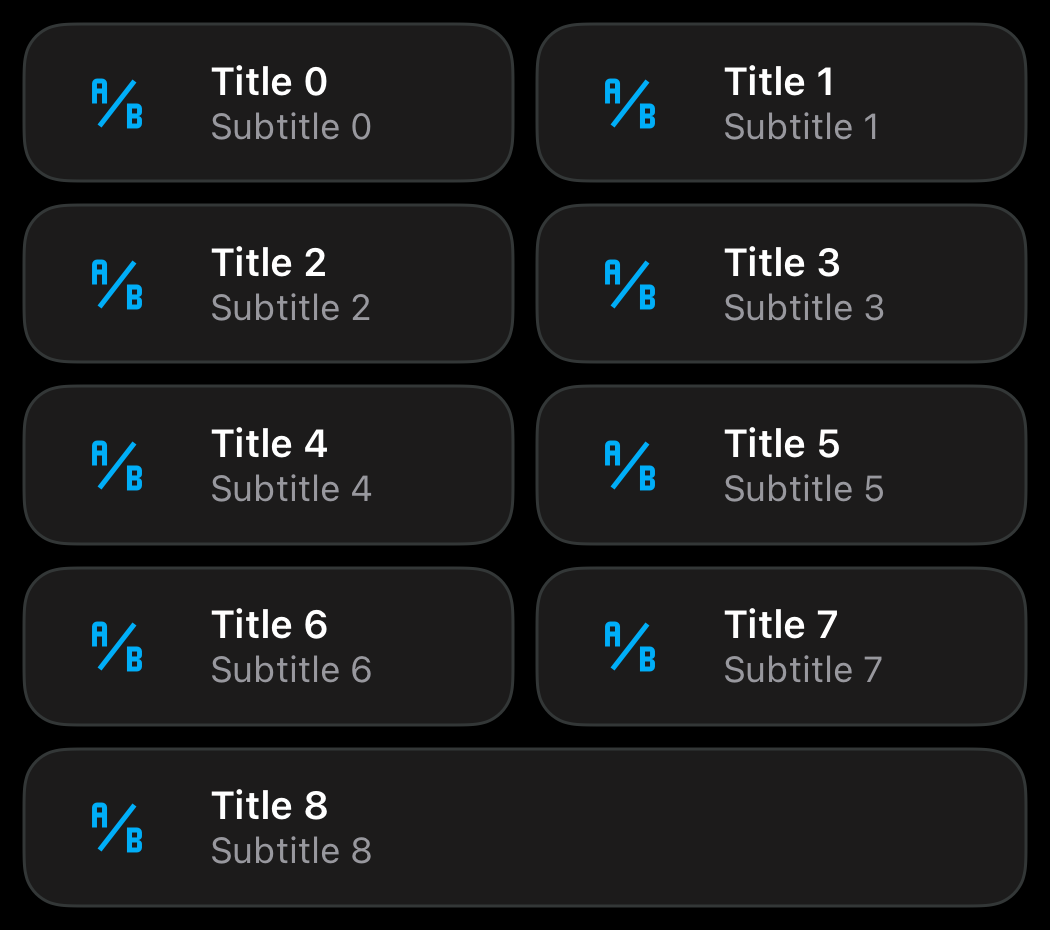 A/B
Title 0
Subtitle 0
A/B
Title 1
Subtitle 1
A/B
Title 2
Subtitle 2
A/B
Title 3
Subtitle 3
A/B
Title 4
Subtitle 4
A/B
Title 5
Subtitle 5
A/B
Title 6
Subtitle 6
A/B
Title 7
Subtitle 7
A/B
Title 8
Subtitle 8